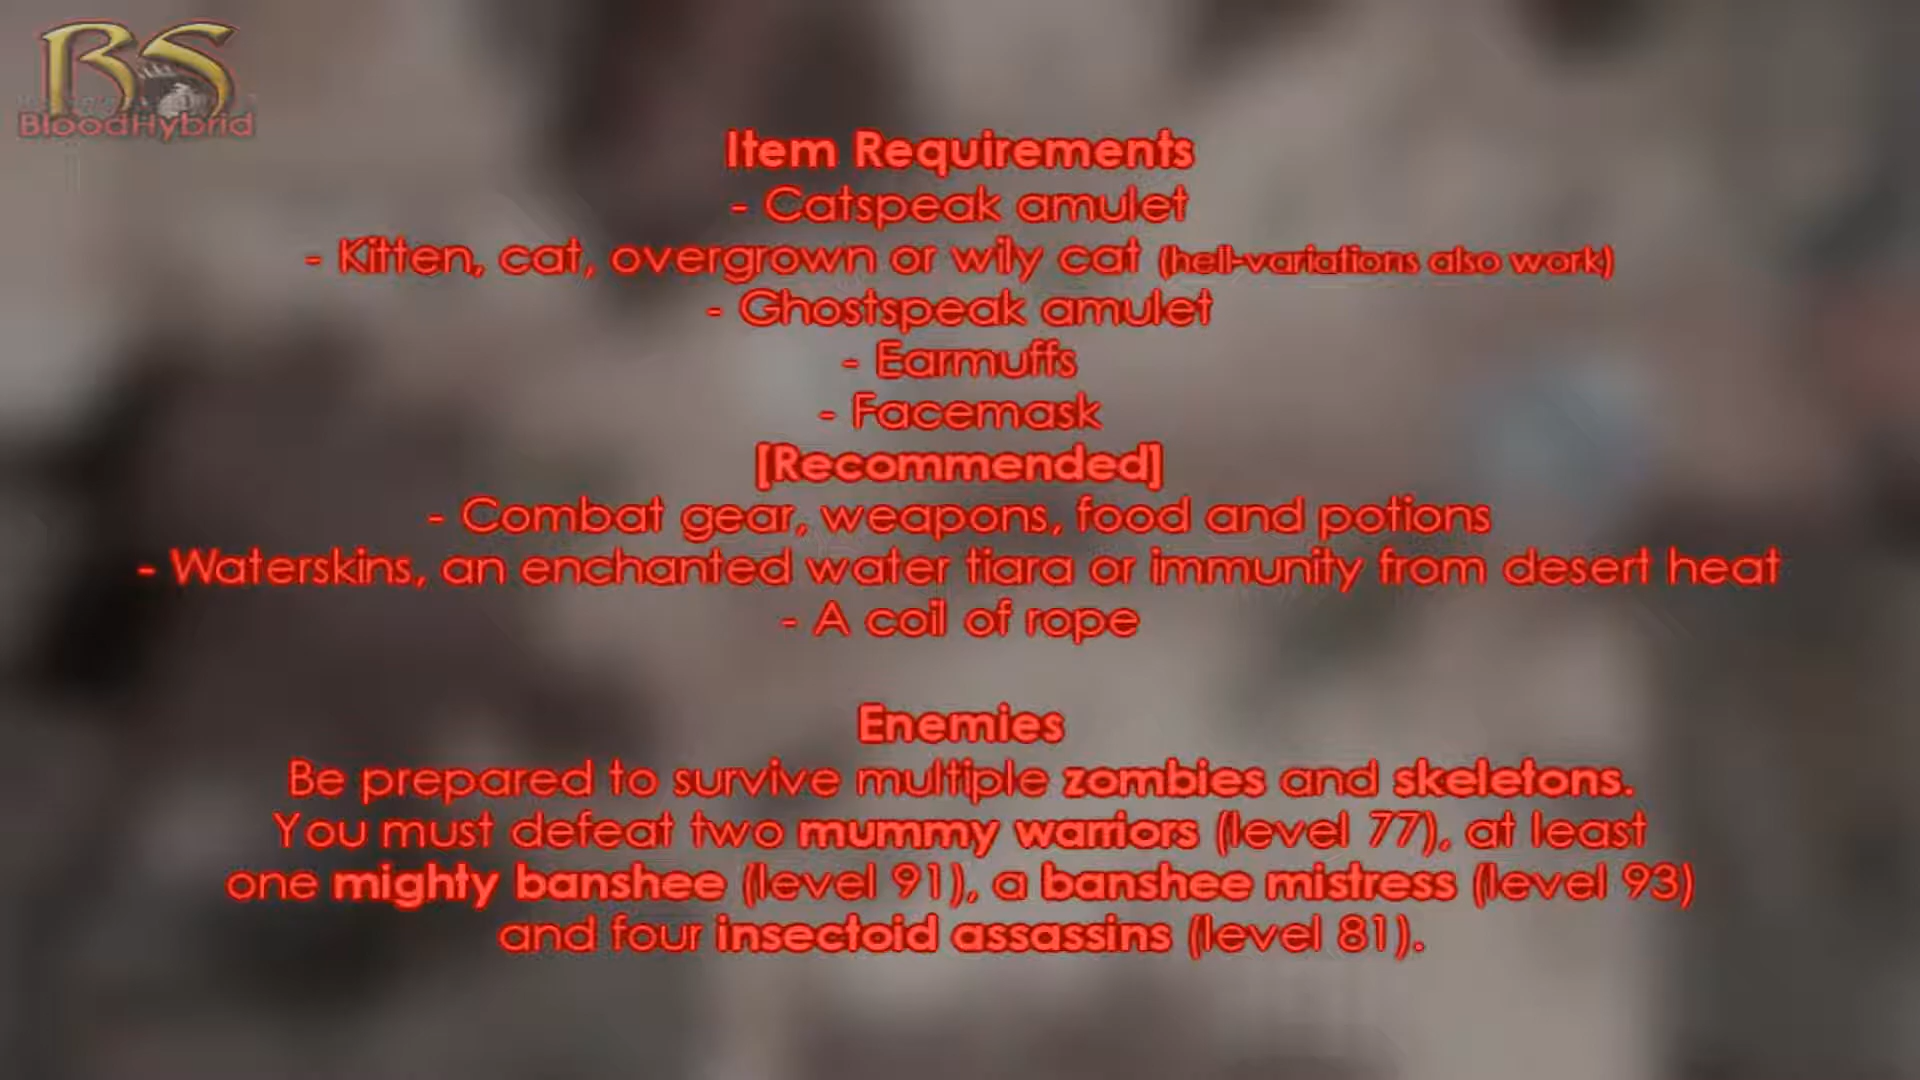 BS
BloodHybrid
Item Requirements
- Catspeak amulet
- Kitten, cat, overgrown or wily cat (hell-variations also work)
- Ghostspeak amulet
- Earmuffs
- Facemask
[Recommended]
- Combat gear, weapons, food and potions
- Waterskins, an enchanted water tiara or immunity from desert heat
- A coil of rope
Enemies
Be prepared to survive multiple zombies and skeletons.
You must defeat two mummy warriors (level 77), at least
one mighty banshee (level 91), a banshee mistress (level 93)
and four insectoid assassins (level 81).